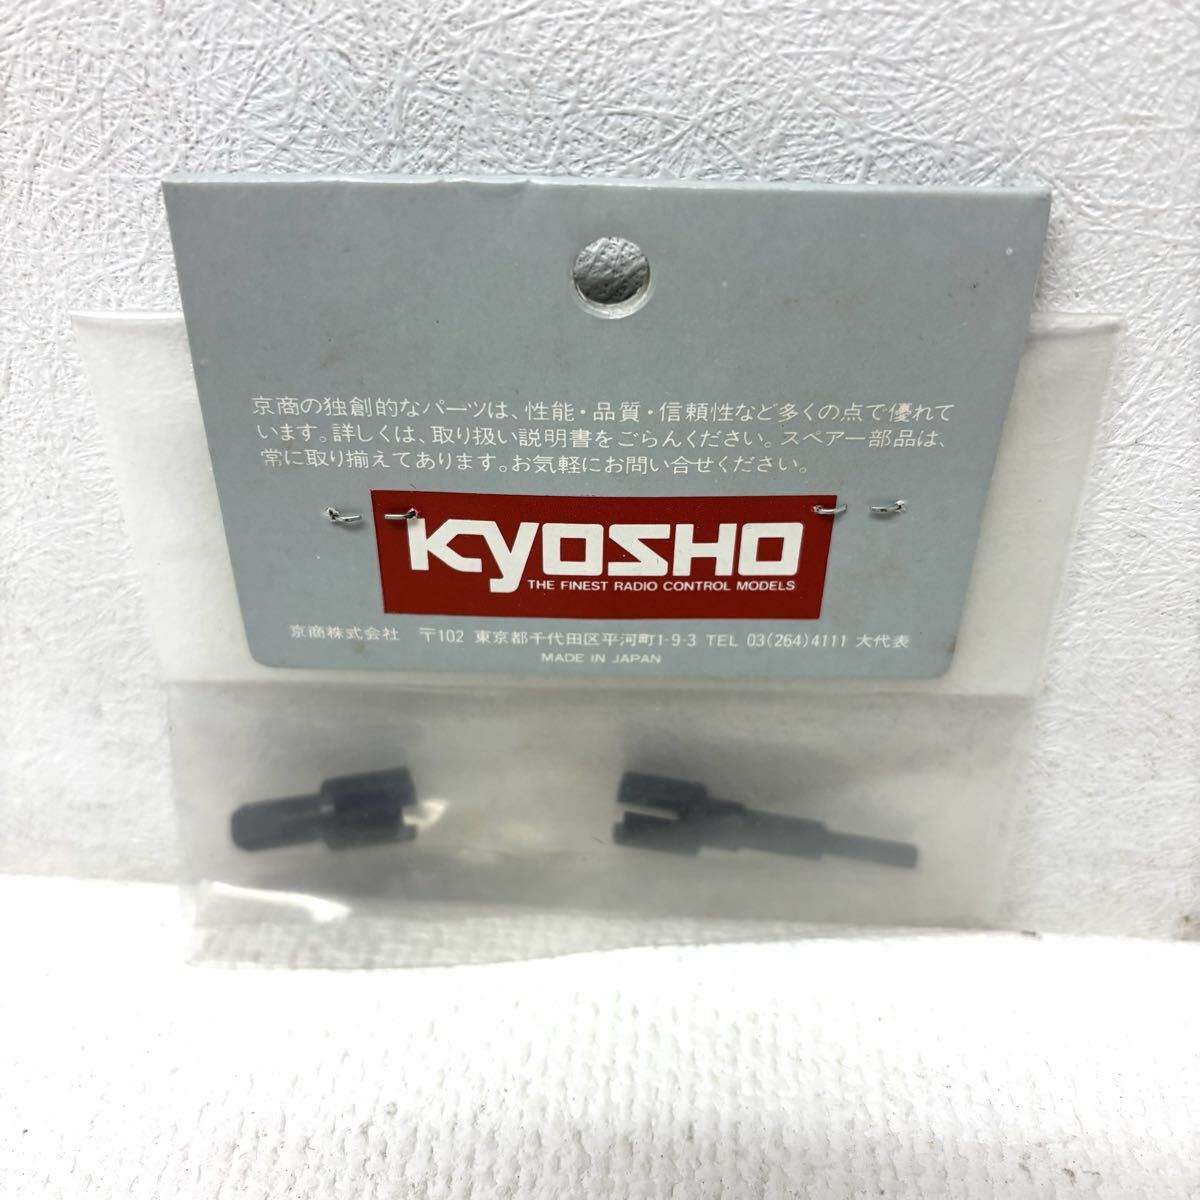 京商の独創的なパーツは、性能・品質・信頼性など多くの点で優れて
います。詳しくは、取り扱い説明書をごらんください。スペアー部品は、
常に取り揃えてあります。お気軽にお問い合せください。
KYOSHO
THE FINEST RADIO CONTROL MODELS
京商株式会社 〒102 東京都千代田区平河町1-9-3 TEL 03(264)4111 大代表
MADE IN JAPAN